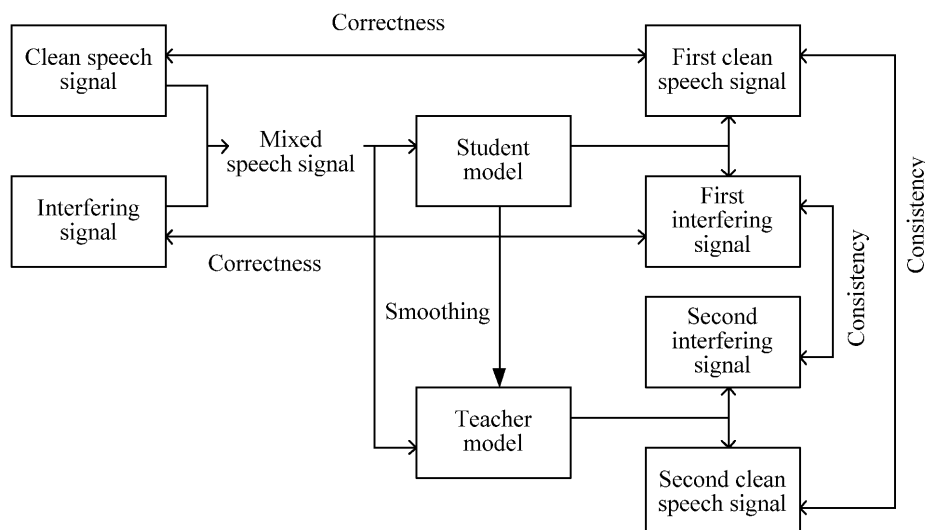 Correctness
Clean speech
signal
First clean
speech signal
Mixed
speech signal
Student
model
Interfering
signal
First
interfering
signal
Correctness
Consistency
Consistency
Smoothing
Second
interfering
signal
Teacher
model
Second clean
speech signal